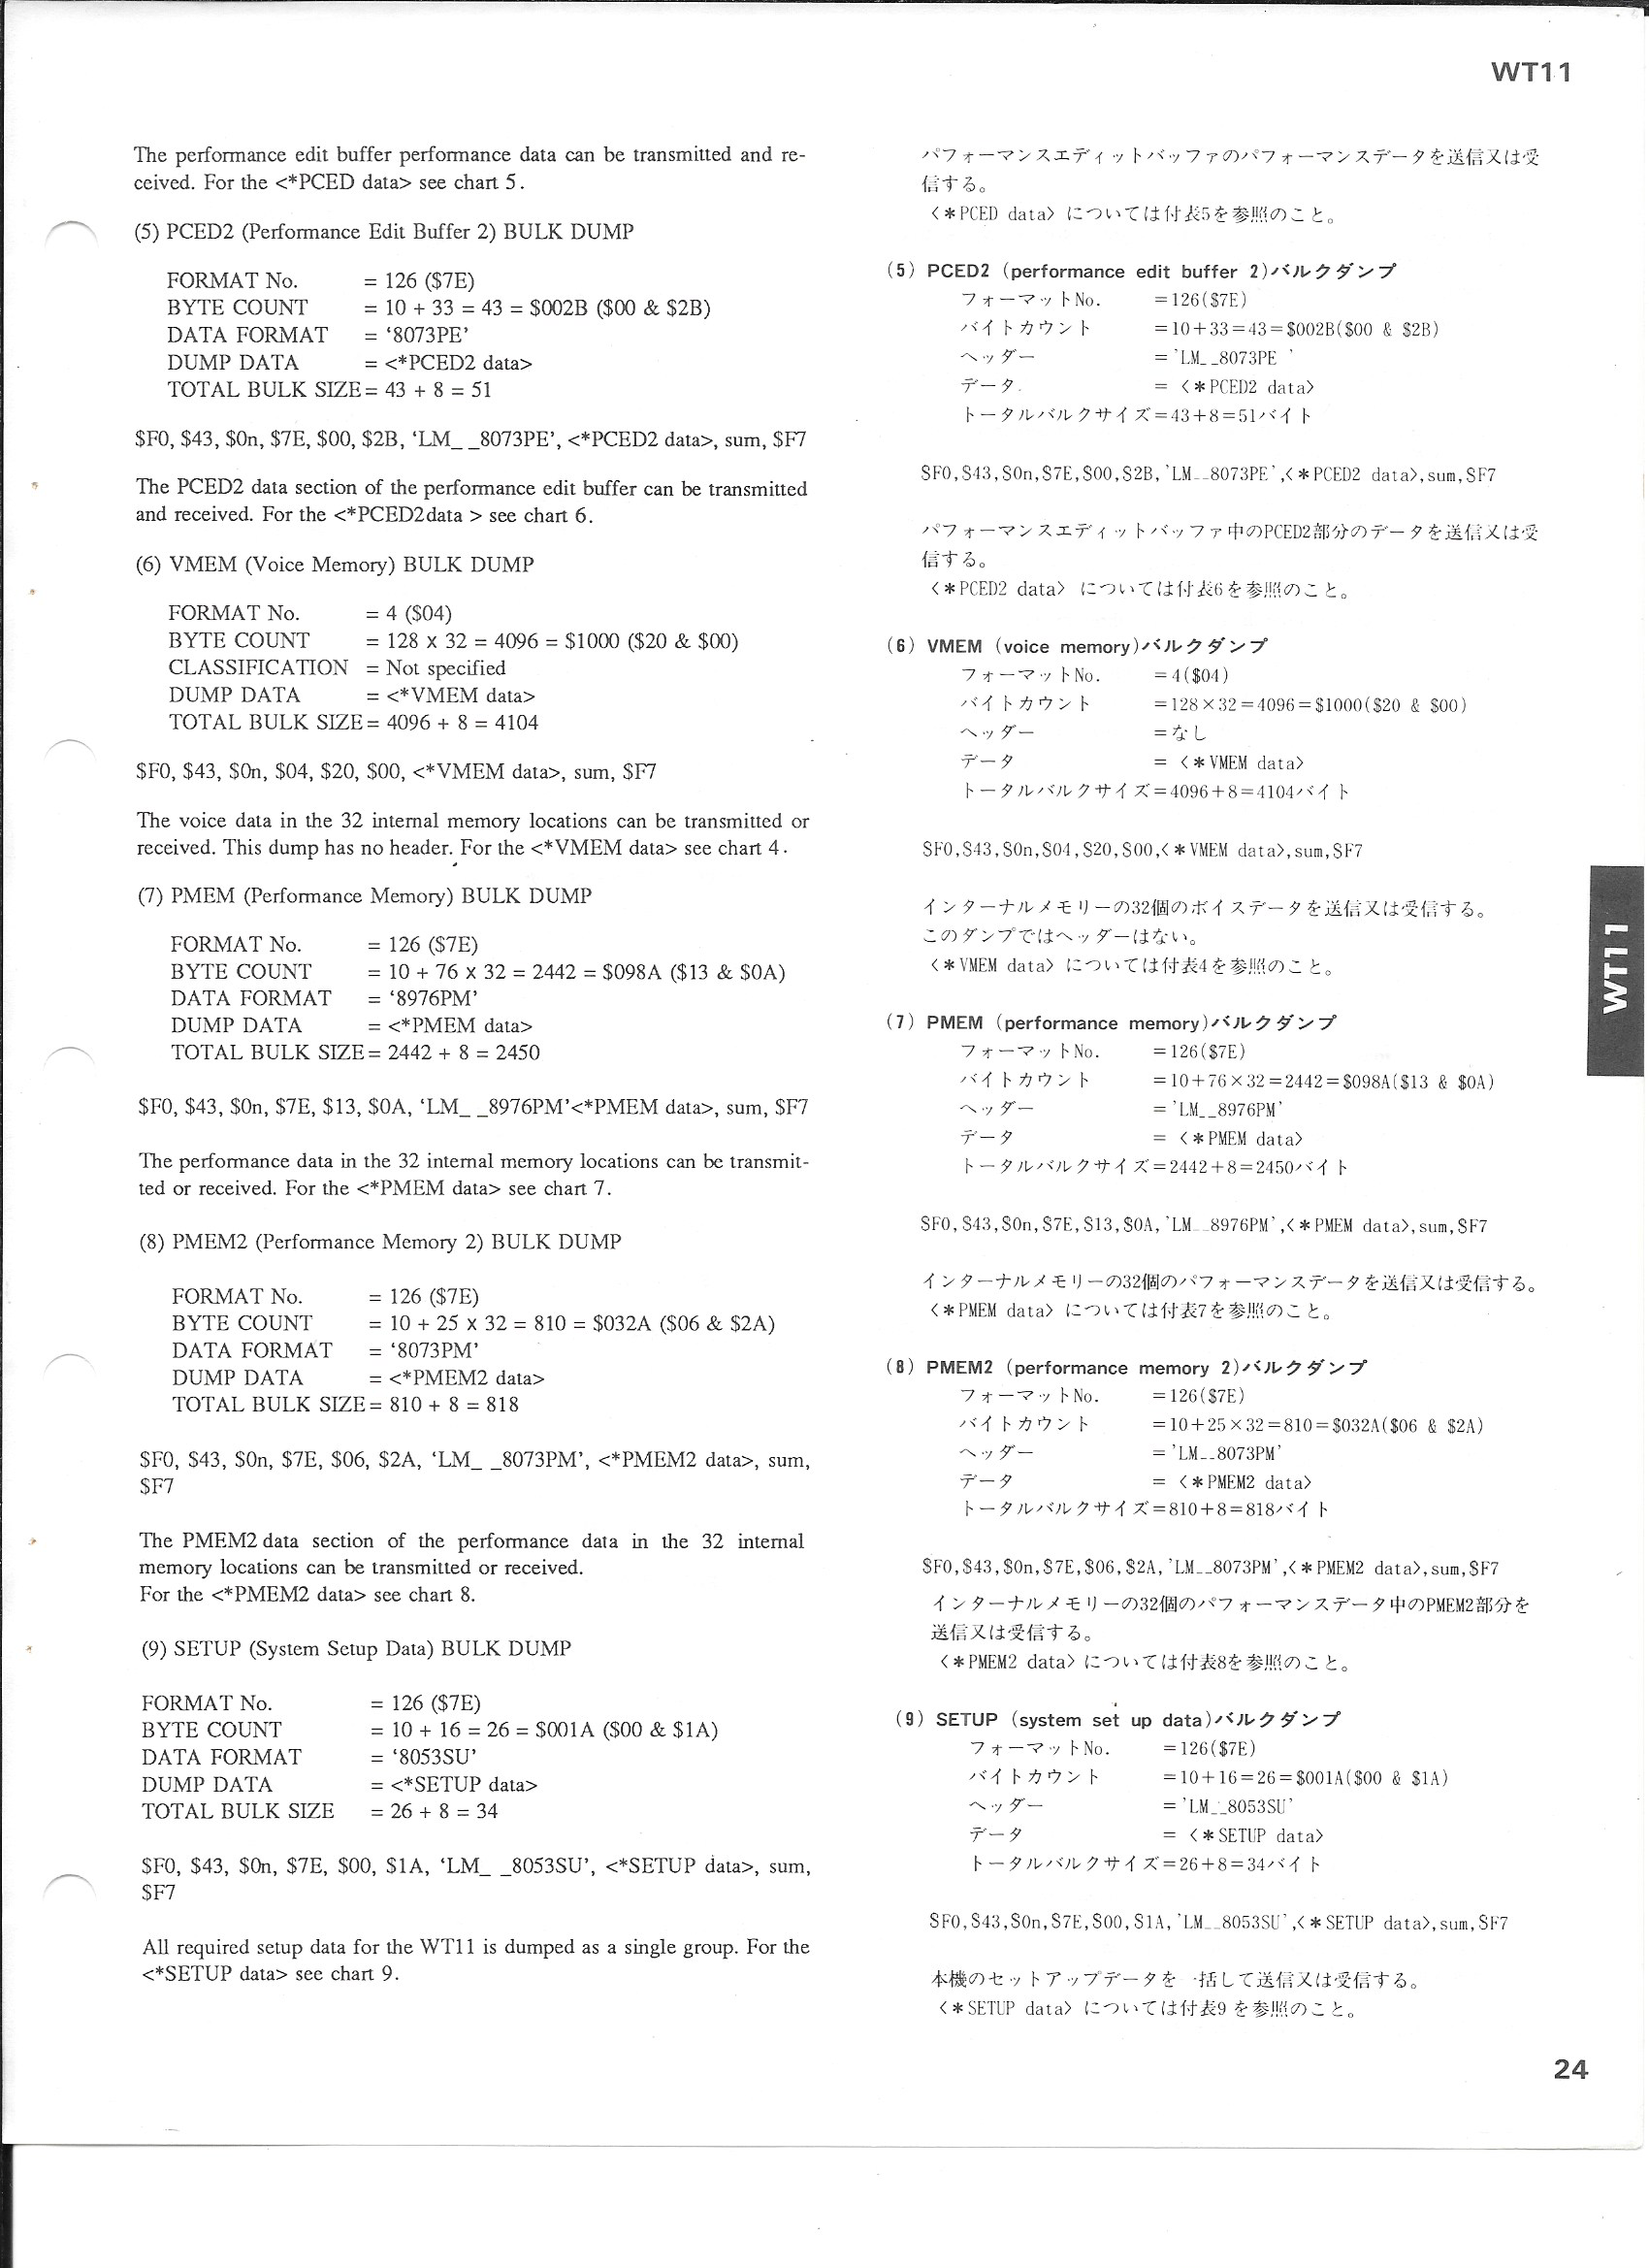 WT11
The performance edit buffer performance data can be transmitted and re-
ceived. For the <*PCED data> see chart 5.
(5) PCED2 (Performance Edit Buffer 2) BULK DUMP
FORMAT No. = 126 ($7E)
BYTE COUNT = 10 + 33 = 43 = $002B ($00 & $2B)
DATA FORMAT = ‘8073PE’
DUMP DATA = <*PCED2 data>
TOTAL BULK SIZE = 43 + 8 = 51
$F0, $43, $0n, $7E, $00, $2B, ‘LM_ _8073PE’, <*PCED2 data>, sum, $F7
The PCED2 data section of the performance edit buffer can be transmitted
and received. For the <*PCED2data > see chart 6.
(6) VMEM (Voice Memory) BULK DUMP
FORMAT No. = 4 ($04)
BYTE COUNT = 128 x 32 = 4096 = $1000 ($20 & $00)
CLASSIFICATION = Not specified
DUMP DATA = <*VMEM data>
TOTAL BULK SIZE = 4096 + 8 = 4104
$F0, $43, $0n, $04, $20, $00, <*VMEM data>, sum, $F7
The voice data in the 32 internal memory locations can be transmitted or
received. This dump has no header. For the <*VMEM data> see chart 4.
(7) PMEM (Performance Memory) BULK DUMP
FORMAT No. = 126 ($7E)
BYTE COUNT = 10 + 76 x 32 = 2442 = $098A ($13 & $0A)
DATA FORMAT = ‘8976PM’
DUMP DATA = <*PMEM data>
TOTAL BULK SIZE = 2442 + 8 = 2450
$F0, $43, $0n, $7E, $13, $0A, ‘LM_ _8976PM’<*PMEM data>, sum, $F7
The performance data in the 32 internal memory locations can be transmit-
ted or received. For the <*PMEM data> see chart 7.
(8) PMEM2 (Performance Memory 2) BULK DUMP
FORMAT No. = 126 ($7E)
BYTE COUNT = 10 + 25 x 32 = 810 = $032A ($06 & $2A)
DATA FORMAT = ‘8073PM’
DUMP DATA = <*PMEM2 data>
TOTAL BULK SIZE = 810 + 8 = 818
$F0, $43, $0n, $7E, $06, $2A, ‘LM_ _8073PM’, <*PMEM2 data>, sum,
$F7
The PMEM2 data section of the performance data in the 32 internal
memory locations can be transmitted or received.
For the <*PMEM2 data> see chart 8.
(9) SETUP (System Setup Data) BULK DUMP
FORMAT No. = 126 ($7E)
BYTE COUNT = 10 + 16 = 26 = $001A ($00 & $1A)
DATA FORMAT = ‘8053SU’
DUMP DATA = <*SETUP data>
TOTAL BULK SIZE = 26 + 8 = 34
$F0, $43, $0n, $7E, $00, $1A, ‘LM_ _8053SU’, <*SETUP data>, sum,
$F7
All required setup data for the WT11 is dumped as a single group. For the
<*SETUP data> see chart 9.
パフォーマンスエディットバッファのパフォーマンスデータを送信又は受
信する。
〈＊PCED data〉については付表5を参照のこと。
(5) PCED2 (performance edit buffer 2)バルクダンプ
フォーマットNo. =126($7E)
バイトカウント =10+33=43=$002B($00 & $2B)
ヘッダー ='LM__8073PE '
データ = 〈＊PCED2 data〉
トータルバルクサイズ=43+8=51バイト
$F0,$43,$0n,$7E,$00,$2B,'LM__8073PE',〈＊PCED2 data〉,sum,$F7
パフォーマンスエディットバッファ中のPCED2部分のデータを送信又は受
信する。
〈＊PCED2 data〉 については付表6を参照のこと。
(6) VMEM (voice memory)バルクダンプ
フォーマットNo. =4($04)
バイトカウント =128×32=4096=$1000($20 & $00)
ヘッダー =なし
データ = 〈＊VMEM data〉
トータルバルクサイズ=4096+8=4104バイト
$F0,$43,$0n,$04,$20,$00,〈＊VMEM data〉,sum,$F7
インターナルメモリーの32個のボイスデータを送信又は受信する。
このダンプではヘッダーはない。
〈＊VMEM data〉 については付表4を参照のこと。
(7) PMEM (performance memory)バルクダンプ
フォーマットNo. =126($7E)
バイトカウント =10+76×32=2442=$098A($13 & $0A)
ヘッダー ='LM__8976PM'
データ = 〈＊PMEM data〉
トータルバルクサイズ=2442+8=2450バイト
$F0,$43,$0n,$7E,$13,$0A,'LM__8976PM',〈＊PMEM data〉,sum,$F7
インターナルメモリーの32個のパフォーマンスデータを送信又は受信する。
〈＊PMEM data〉 については付表7を参照のこと。
(8) PMEM2 (performance memory 2)バルクダンプ
フォーマットNo. =126($7E)
バイトカウント =10+25×32=810=$032A($06 & $2A)
ヘッダー ='LM__8073PM'
データ = 〈＊PMEM2 data〉
トータルバルクサイズ=810+8=818バイト
$F0,$43,$0n,$7E,$06,$2A,'LM__8073PM',〈＊PMEM2 data〉,sum,$F7
インターナルメモリーの32個のパフォーマンスデータ中のPMEM2部分を
送信又は受信する。
〈＊PMEM2 data〉については付表8を参照のこと。
(9) SETUP (system set up data)バルクダンプ
フォーマットNo. =126($7E)
バイトカウント =10+16=26=$001A($00 & $1A)
ヘッダー ='LM__8053SU'
データ = 〈＊SETUP data〉
トータルバルクサイズ=26+8=34バイト
$F0,$43,$0n,$7E,$00,$1A,'LM__8053SU',〈＊SETUP data〉,sum,$F7
本機のセットアップデータを一括して送信又は受信する。
〈＊SETUP data〉 については付表9を参照のこと。
WT11
24